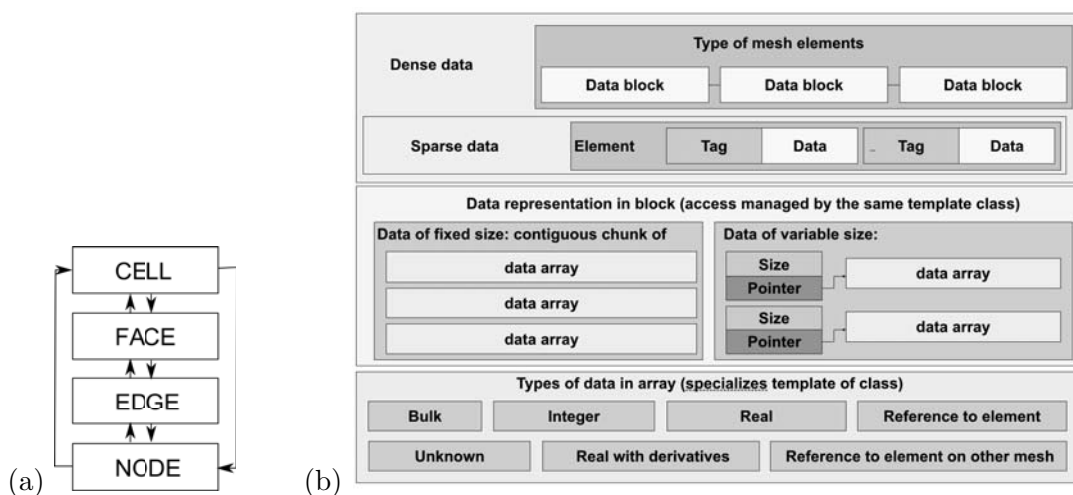 CELL
FACE
EDGE
NODE
(a)
Dense data
Type of mesh elements
Data block Data block Data block
Sparse data
Element Tag Data .. Tag Data
Data representation in block (access managed by the same template class)
Data of fixed size: contiguous chunk of
data array
data array
data array
Data of variable size:
Size
Pointer
data array
Size
Pointer
data array
Types of data in array (specializes template of class)
Bulk Integer Real Reference to element
Unknown Real with derivatives Reference to element on other mesh
(b)